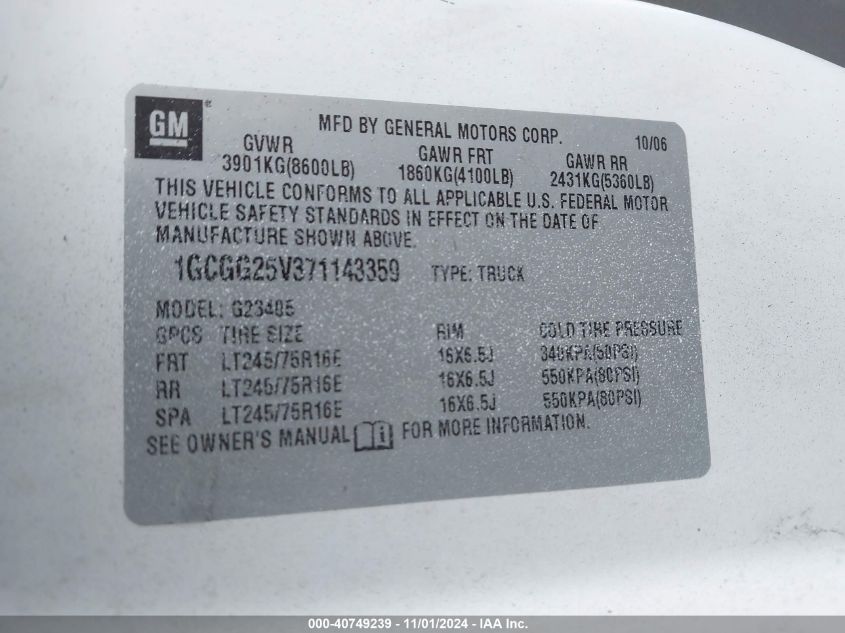 GM ®
MFD BY GENERAL MOTORS CORP. 10/06
GVWR GAWR FRT GAWR RR
3901KG(8600LB) 1860KG(4100LB) 2431KG(5360LB)
THIS VEHICLE CONFORMS TO ALL APPLICABLE U.S. FEDERAL MOTOR
VEHICLE SAFETY STANDARDS IN EFFECT ON THE DATE OF
MANUFACTURE SHOWN ABOVE.
1GCGG25V371143359 TYPE: TRUCK
MODEL: G23405
GPCS TIRE SIZE RIM COLD TIRE PRESSURE
FRT LT245/75R16E 16X6.5J 340KPA(50PSI)
RR LT245/75R16E 16X6.5J 550KPA(80PSI)
SPA LT245/75R16E 16X6.5J 550KPA(80PSI)
SEE OWNER'S MANUAL FOR MORE INFORMATION.
000-40749239 - 11/01/2024 - IAA Inc.